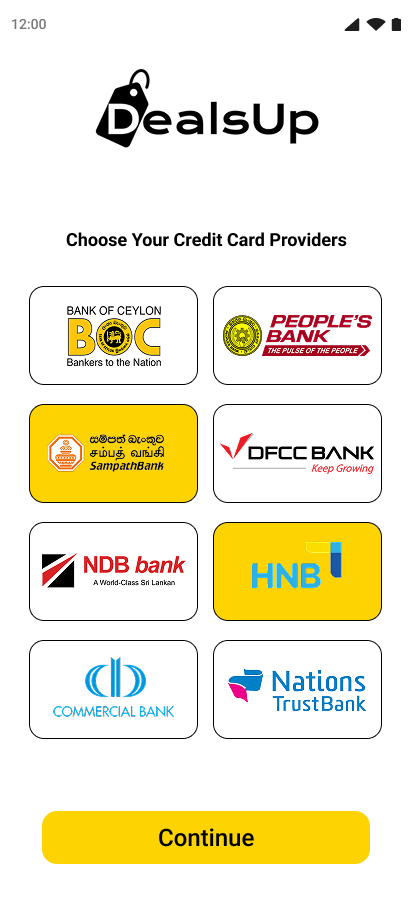 12:00
DealsUp
Choose Your Credit Card Providers
BANK OF CEYLON
BOC
Bankers to the Nation
PEOPLE'S
BANK
THE PULSE OF THE PEOPLE
සම්පත් බැංකුව
சம்பத் வங்கி
SampathBank
DFCC BANK
Keep Growing
NDB bank
A World-Class Sri Lankan
HNB
COMMERCIAL BANK
Nations
TrustBank
Continue